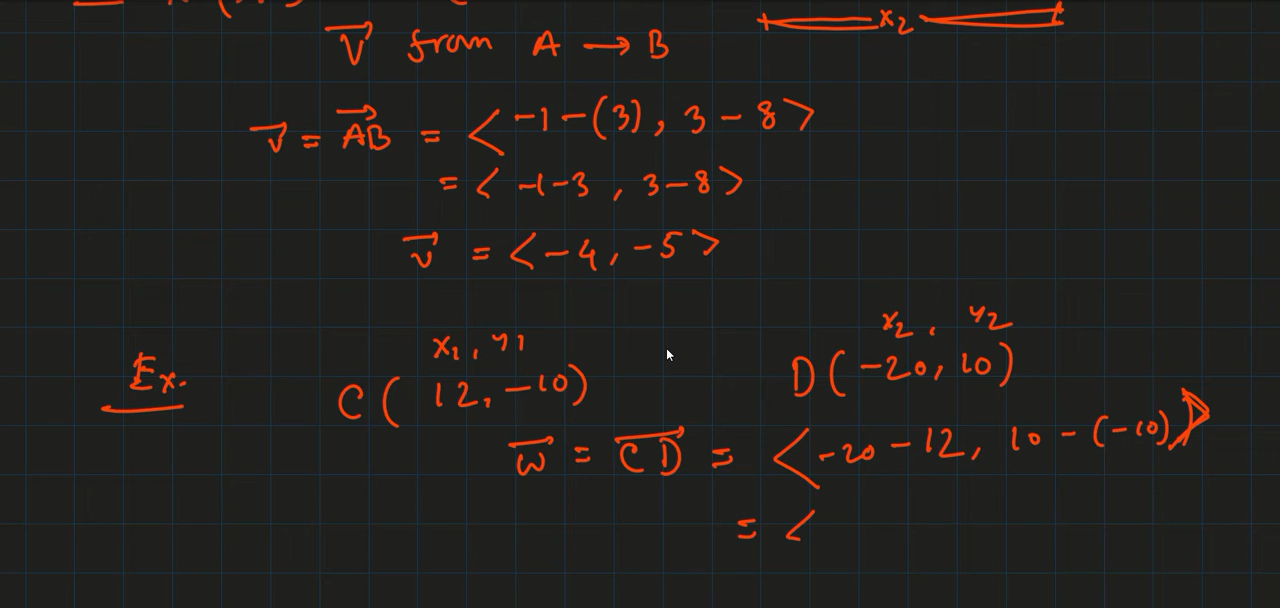 x₂
V⃗ from A → B
v⃗ = AB⃗ = < -1 - (3), 3 - 8 >
= < -1-3, 3-8 >
v⃗ = < -4, -5 >
x₁, y₁ x₂, y₂
Ex. C( 12, -10) D( -20, 10)
w⃗ = CD⃗ = < -20 - 12, 10 - (-10) >
= <